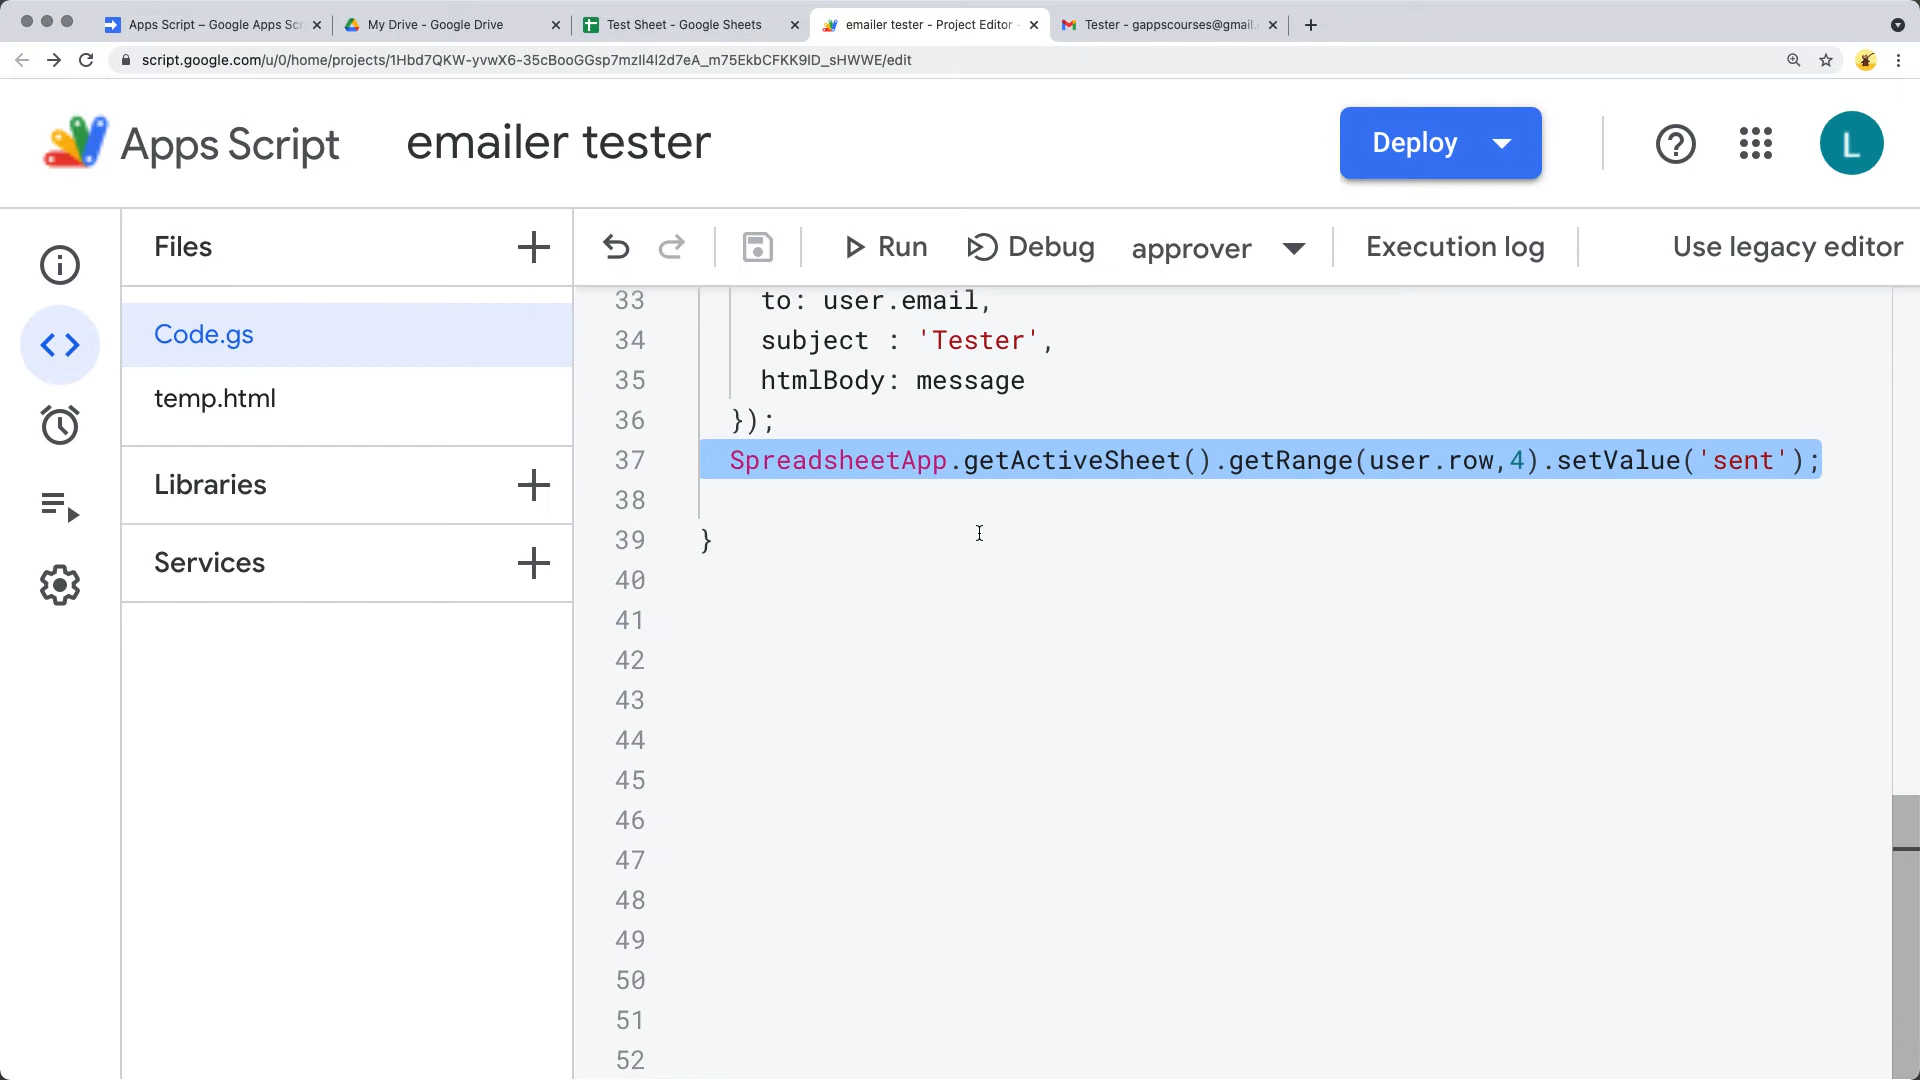 Apps Script – Google Apps Scr
My Drive - Google Drive
Test Sheet - Google Sheets
emailer tester - Project Editor -
Tester - gappscourses@gmail.
script.google.com/u/0/home/projects/1Hbd7QKW-yvwX6-35cBooGGsp7mzIl4l2d7eA_m75EkbCFKK9ID_sHWWE/edit
Apps Script
emailer tester
Deploy
L
Files
Run
Debug
approver
Execution log
Use legacy editor
Code.gs
temp.html
Libraries
Services
33 to: user.email,
34 subject : 'Tester',
35 htmlBody: message
36 });
37 SpreadsheetApp.getActiveSheet().getRange(user.row,4).setValue('sent');
38
39 }
40
41
42
43
44
45
46
47
48
49
50
51
52